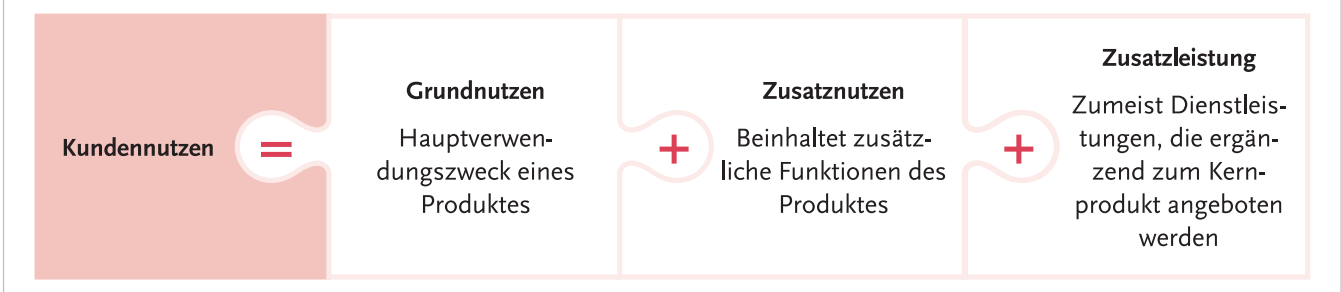 Kundennutzen
=
Grundnutzen
Hauptverwen-
dungszweck eines
Produktes
+
Zusatznutzen
Beinhaltet zusätz-
liche Funktionen des
Produktes
+
Zusatzleistung
Zumeist Dienstleis-
tungen, die ergän-
zend zum Kern-
produkt angeboten
werden